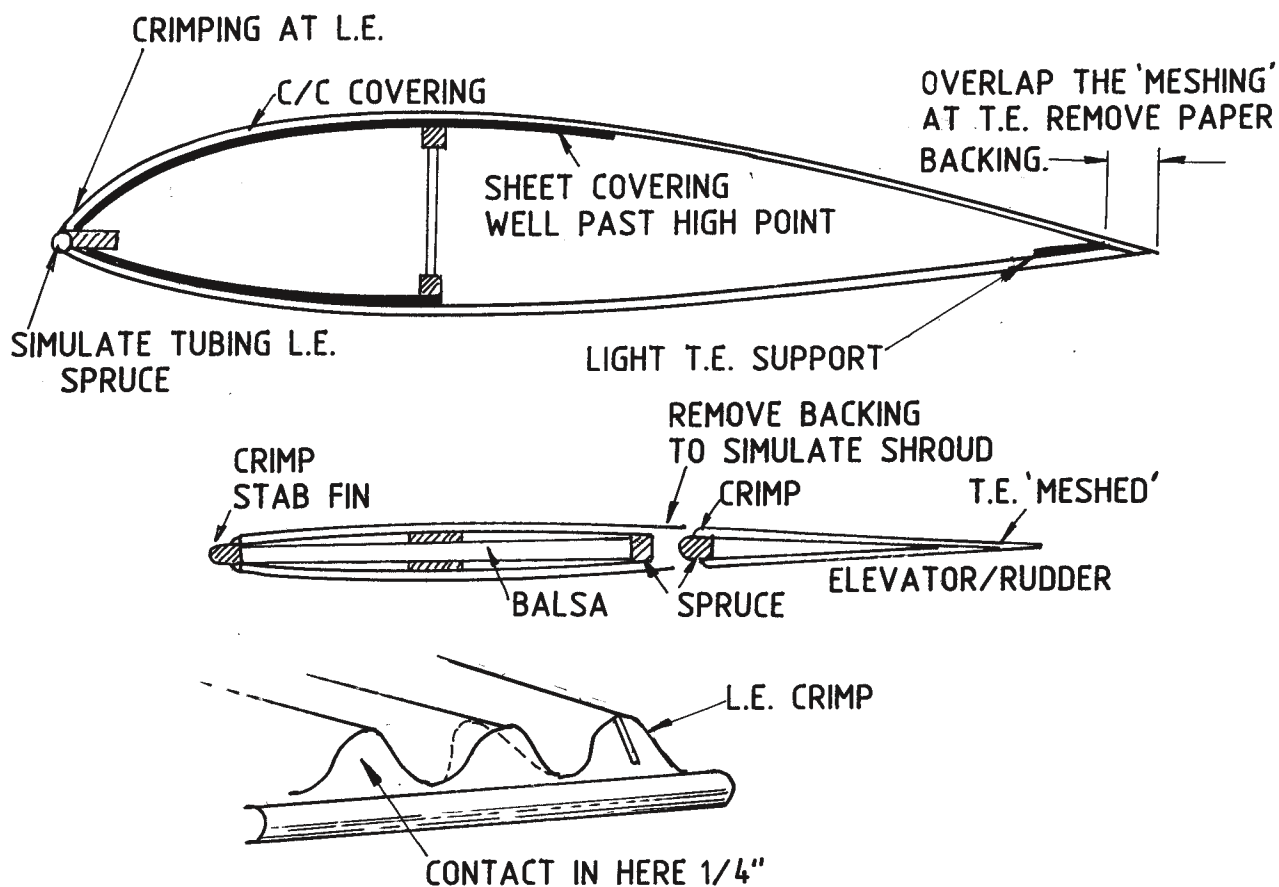 CRIMPING AT L.E.
C/C COVERING
OVERLAP THE 'MESHING'
AT T.E. REMOVE PAPER
BACKING.
SHEET COVERING
WELL PAST HIGH POINT
SIMULATE TUBING L.E.
SPRUCE
LIGHT T.E. SUPPORT
REMOVE BACKING
TO SIMULATE SHROUD
CRIMP
STAB FIN
CRIMP
T.E. 'MESHED'
ELEVATOR/RUDDER
BALSA
SPRUCE
L.E. CRIMP
CONTACT IN HERE 1/4"